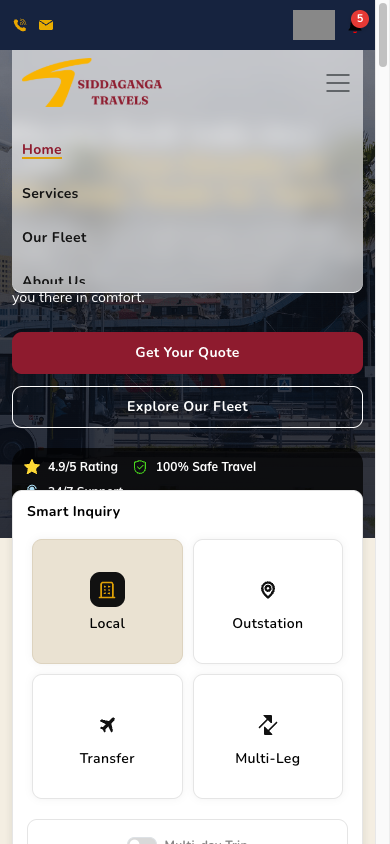 5
SIDDAGANGA
TRAVELS
Home
Services
Our Fleet
About Us
you there in comfort.
Get Your Quote
Explore Our Fleet
4.9/5 Rating
100% Safe Travel
24/7 Support
Smart Inquiry
Local
Outstation
Transfer
Multi-Leg
Multi-day Trip